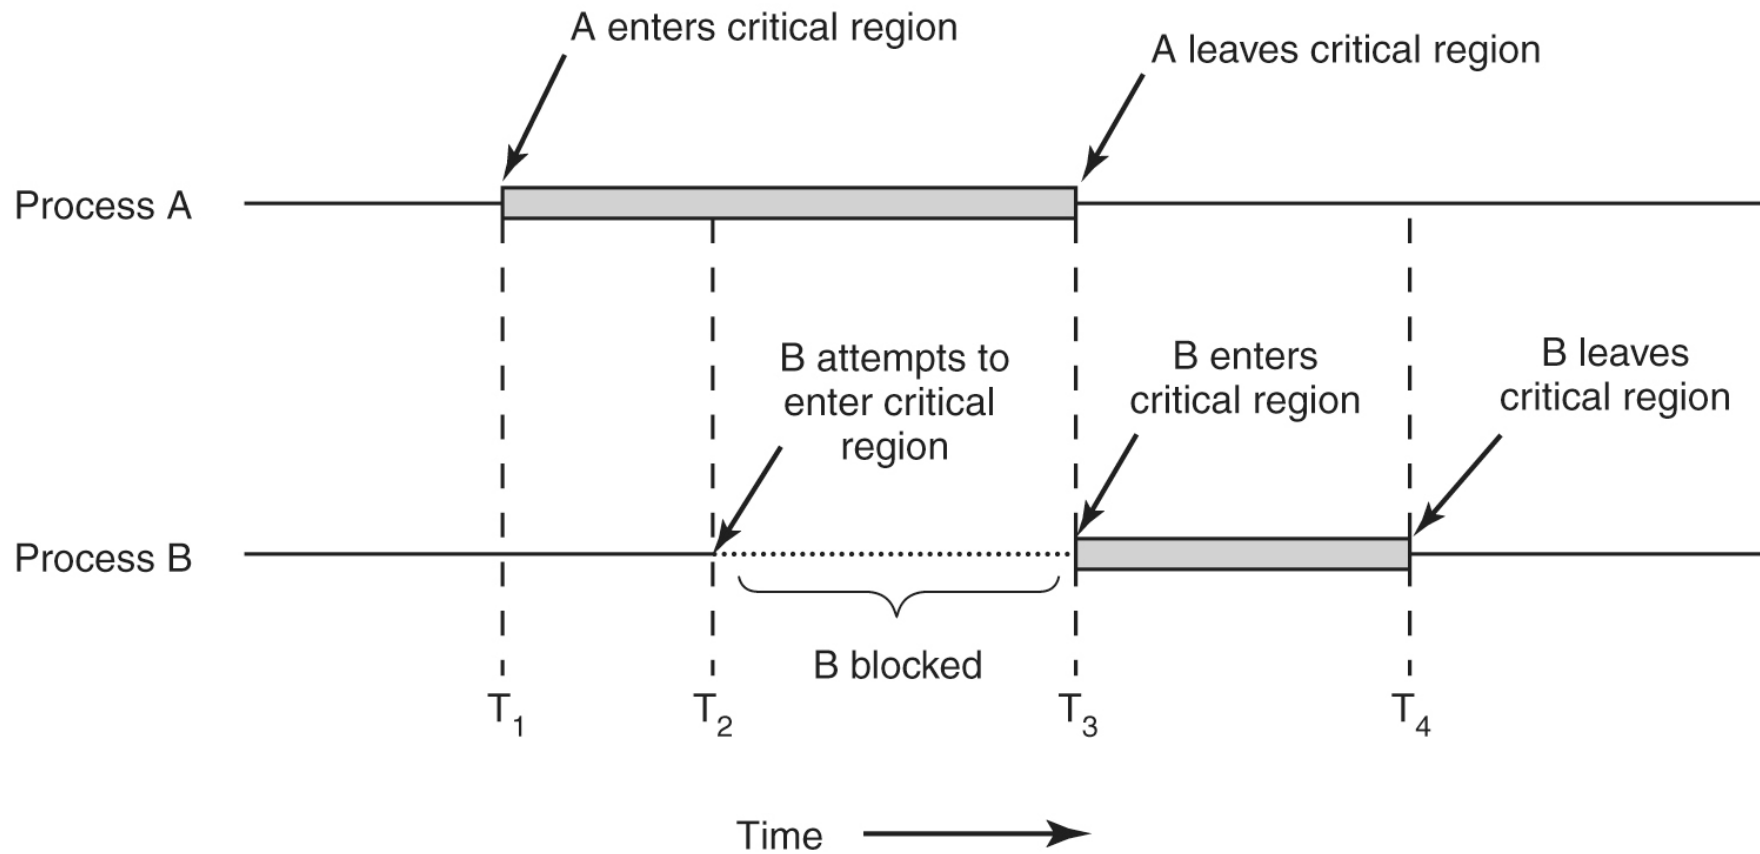 A enters critical region
A leaves critical region
Process A
B attempts to
enter critical
region
B enters
critical region
B leaves
critical region
Process B
B blocked
T1
T2
T3
T4
Time